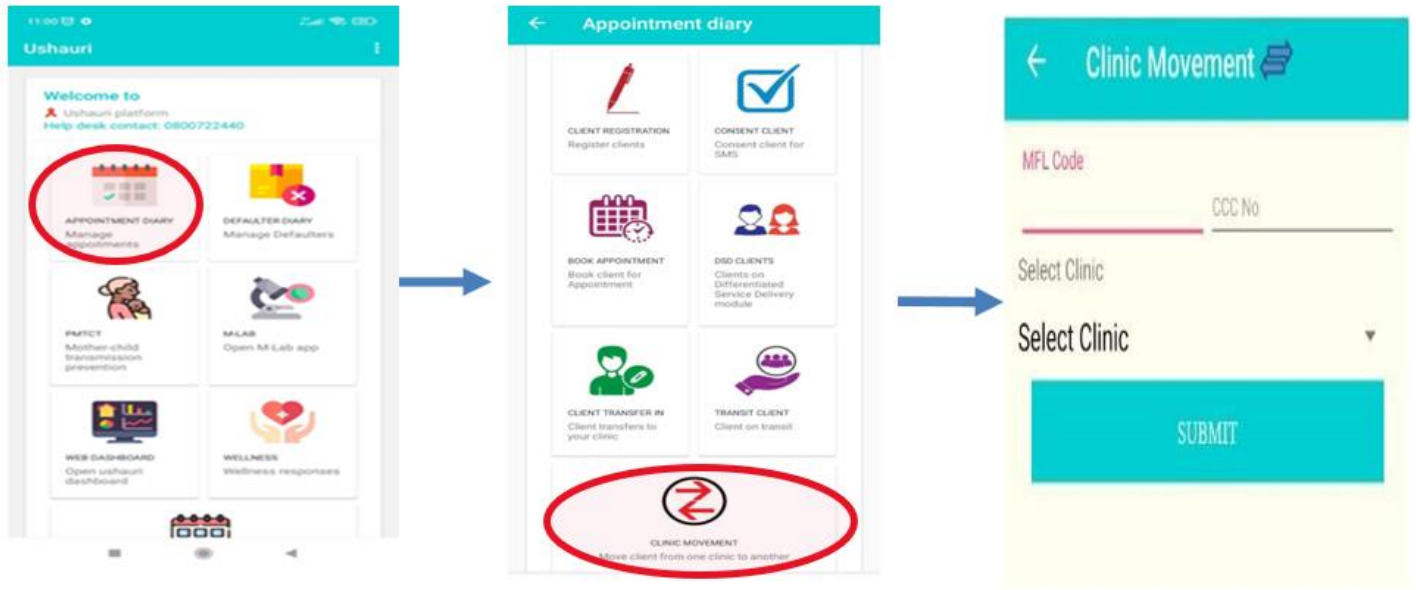 11:00
Ushauri
Welcome to
Ushauri platform
Help desk contact: 0800722440
APPOINTMENT DIARY
Manage
appoitments
DEFAULTER DIARY
Manage Defaulters
PMTCT
Mother-child
transmission
prevention
M-LAB
Open M-Lab app
WEB DASHBOARD
Open ushauri
dashboard
WELLNESS
Wellness responses
Appointment diary
CLIENT REGISTRATION
Register clients
CONSENT CLIENT
Consent client for
SMS
BOOK APPOINTMENT
Book client for
Appointment
DSD CLIENTS
Clients on
Differentiated
Service Delivery
module
CLIENT TRANSFER IN
Client transfers to
your clinic
TRANSIT CLIENT
Client on transit
CLINIC MOVEMENT
Move client from one clinic to another
Clinic Movement
MFL Code
CCC No
Select Clinic
Select Clinic
SUBMIT